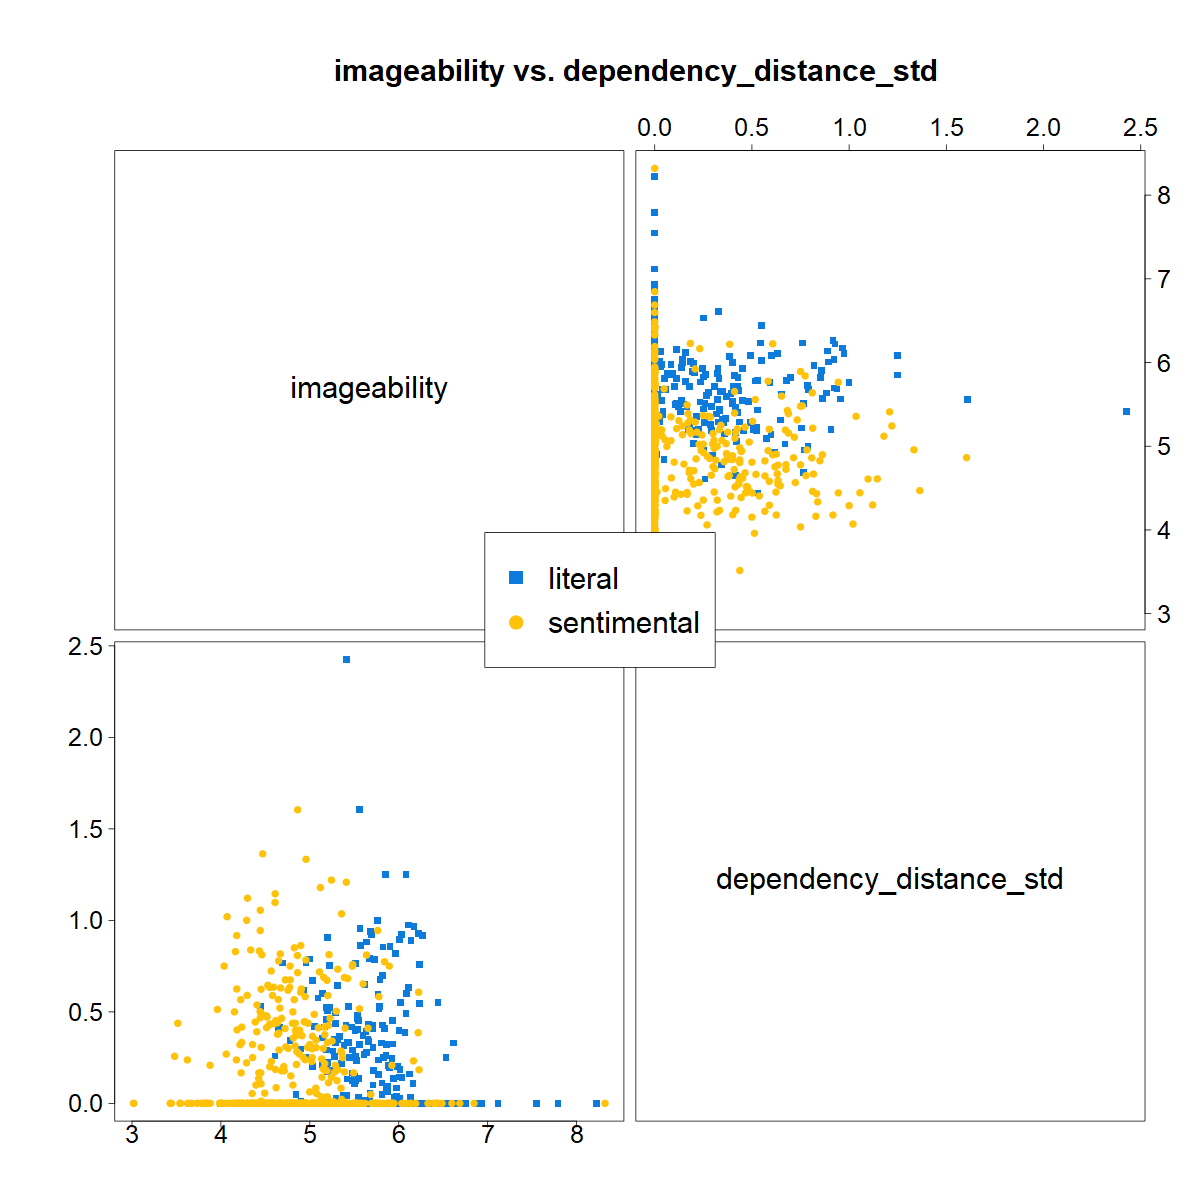 imageability vs. dependency_distance_std
0.0 0.5 1.0 1.5 2.0 2.5
imageability
8
7
6
5
4
3
literal
sentimental
2.5
2.0
1.5
1.0
0.5
0.0
dependency_distance_std
3 4 5 6 7 8